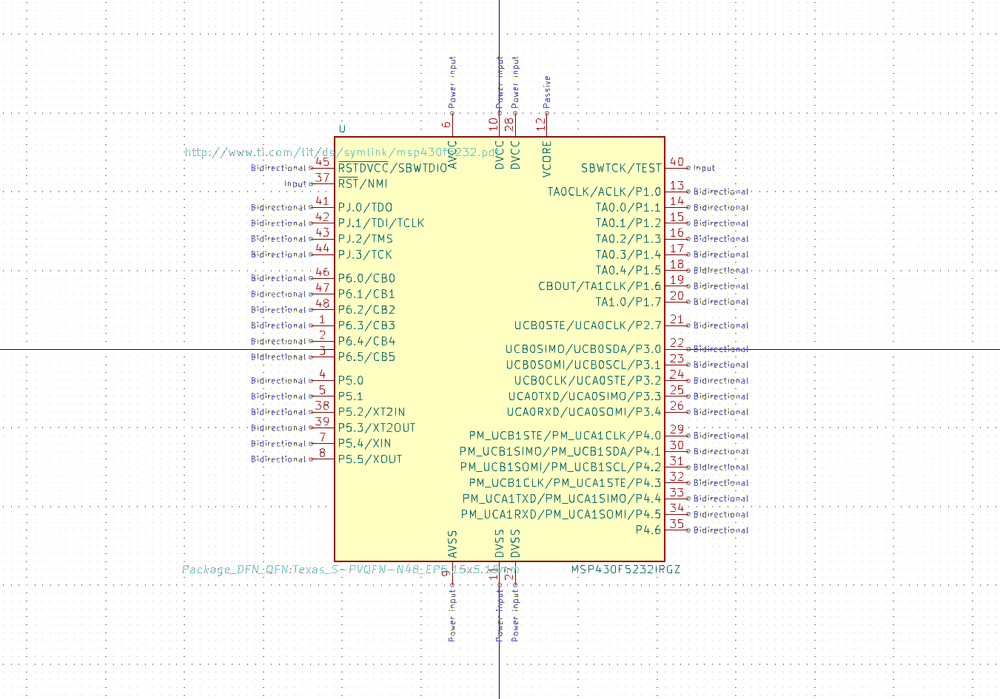 Power input
Power input
Power input
Passive
6
10
28
12
U
AVCC
DVCC
DVCC
VCORE
http://www.ti.com/lit/ds/symlink/msp430f5232.pdf
Bidirectional 45 RSTDVCC/SBWTDIO
SBWTCK/TEST 40 Input
Input 37 RST/NMI
TA0CLK/ACLK/P1.0 13 Bidirectional
Bidirectional 41 PJ.0/TDO
TA0.0/P1.1 14 Bidirectional
Bidirectional 42 PJ.1/TDI/TCLK
TA0.1/P1.2 15 Bidirectional
Bidirectional 43 PJ.2/TMS
TA0.2/P1.3 16 Bidirectional
Bidirectional 44 PJ.3/TCK
TA0.3/P1.4 17 Bidirectional
TA0.4/P1.5 18 Bidirectional
Bidirectional 46 P6.0/CB0
CBOUT/TA1CLK/P1.6 19 Bidirectional
Bidirectional 47 P6.1/CB1
TA1.0/P1.7 20 Bidirectional
Bidirectional 48 P6.2/CB2
Bidirectional 1 P6.3/CB3
UCB0STE/UCA0CLK/P2.7 21 Bidirectional
Bidirectional 2 P6.4/CB4
UCB0SIMO/UCB0SDA/P3.0 22 Bidirectional
Bidirectional 3 P6.5/CB5
UCB0SOMI/UCB0SCL/P3.1 23 Bidirectional
Bidirectional 4 P5.0
UCB0CLK/UCA0STE/P3.2 24 Bidirectional
Bidirectional 5 P5.1
UCA0TXD/UCA0SIMO/P3.3 25 Bidirectional
Bidirectional 38 P5.2/XT2IN
UCA0RXD/UCA0SOMI/P3.4 26 Bidirectional
Bidirectional 39 P5.3/XT2OUT
PM_UCB1STE/PM_UCA1CLK/P4.0 29 Bidirectional
Bidirectional 7 P5.4/XIN
PM_UCB1SIMO/PM_UCB1SDA/P4.1 30 Bidirectional
Bidirectional 8 P5.5/XOUT
PM_UCB1SOMI/PM_UCB1SCL/P4.2 31 Bidirectional
PM_UCB1CLK/PM_UCA1STE/P4.3 32 Bidirectional
PM_UCA1TXD/PM_UCA1SIMO/P4.4 33 Bidirectional
PM_UCA1RXD/PM_UCA1SOMI/P4.5 34 Bidirectional
P4.6 35 Bidirectional
AVSS
DVSS
DVSS
Package_DFN_QFN:Texas_S-PVQFN-N48_EP5.15x5.15mm
MSP430F5232IRGZ
9
11
27
Power input
Power input
Power input